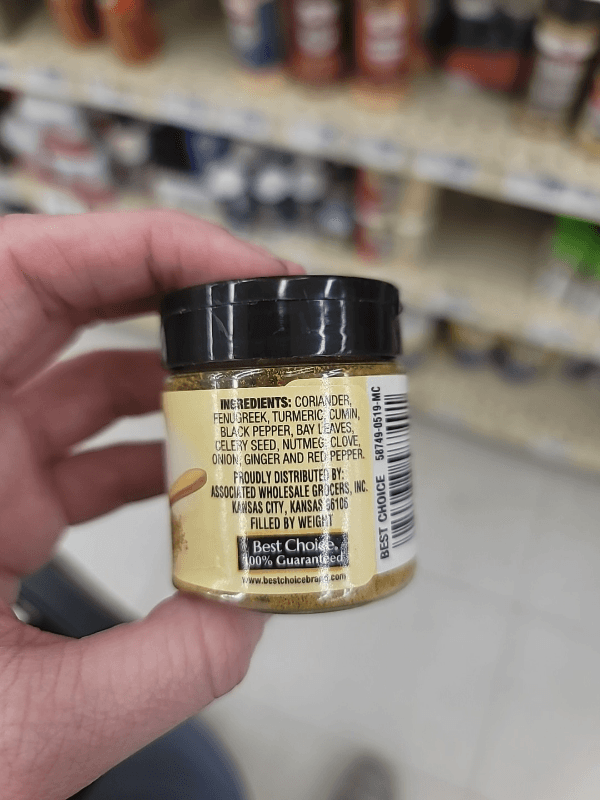 INGREDIENTS: CORIANDER,
FENUGREEK, TURMERIC, CUMIN,
BLACK PEPPER, BAY LEAVES,
CELERY SEED, NUTMEG, CLOVE,
ONION, GINGER AND RED PEPPER.
PROUDLY DISTRIBUTED BY:
ASSOCIATED WHOLESALE GROCERS, INC.
KANSAS CITY, KANSAS 66106
FILLED BY WEIGHT
Best Choice.
100% Guaranteed
www.bestchoicebrand.com
BEST CHOICE 58749-0519-MC